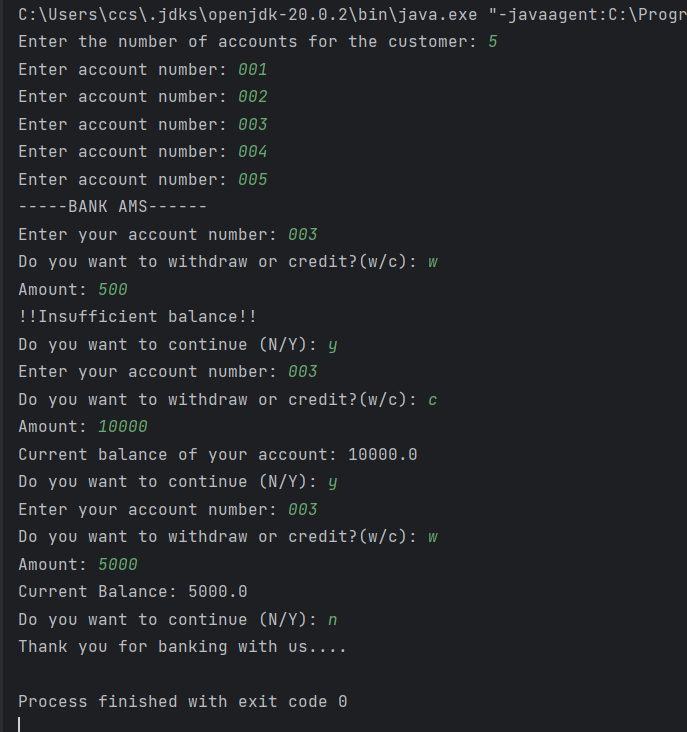 C:\Users\ccs\.jdks\openjdk-20.0.2\bin\java.exe "-javaagent:C:\Progr
Enter the number of accounts for the customer: 5
Enter account number: 001
Enter account number: 002
Enter account number: 003
Enter account number: 004
Enter account number: 005
-----BANK AMS------
Enter your account number: 003
Do you want to withdraw or credit?(w/c): w
Amount: 500
!!Insufficient balance!!
Do you want to continue (N/Y): y
Enter your account number: 003
Do you want to withdraw or credit?(w/c): c
Amount: 10000
Current balance of your account: 10000.0
Do you want to continue (N/Y): y
Enter your account number: 003
Do you want to withdraw or credit?(w/c): w
Amount: 5000
Current Balance: 5000.0
Do you want to continue (N/Y): n
Thank you for banking with us....
Process finished with exit code 0